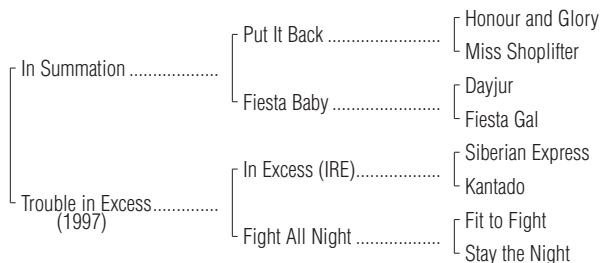 Honour and Glory
Put It Back .......................
Miss Shoplifter
In Summation ..................
Dayjur
Fiesta Baby ......................
Fiesta Gal
Siberian Express
In Excess (IRE).................
Kantado
Trouble in Excess.............
(1997)
Fit to Fight
Fight All Night .................
Stay the Night